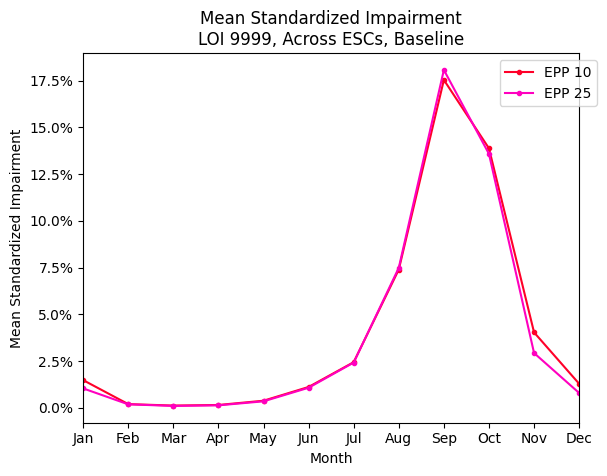 Mean Standardized Impairment
LOI 9999, Across ESCs, Baseline
EPP 10
EPP 25
Mean Standardized Impairment
17.5%
15.0%
12.5%
10.0%
7.5%
5.0%
2.5%
0.0%
Jan Feb Mar Apr May Jun Jul Aug Sep Oct Nov Dec
Month